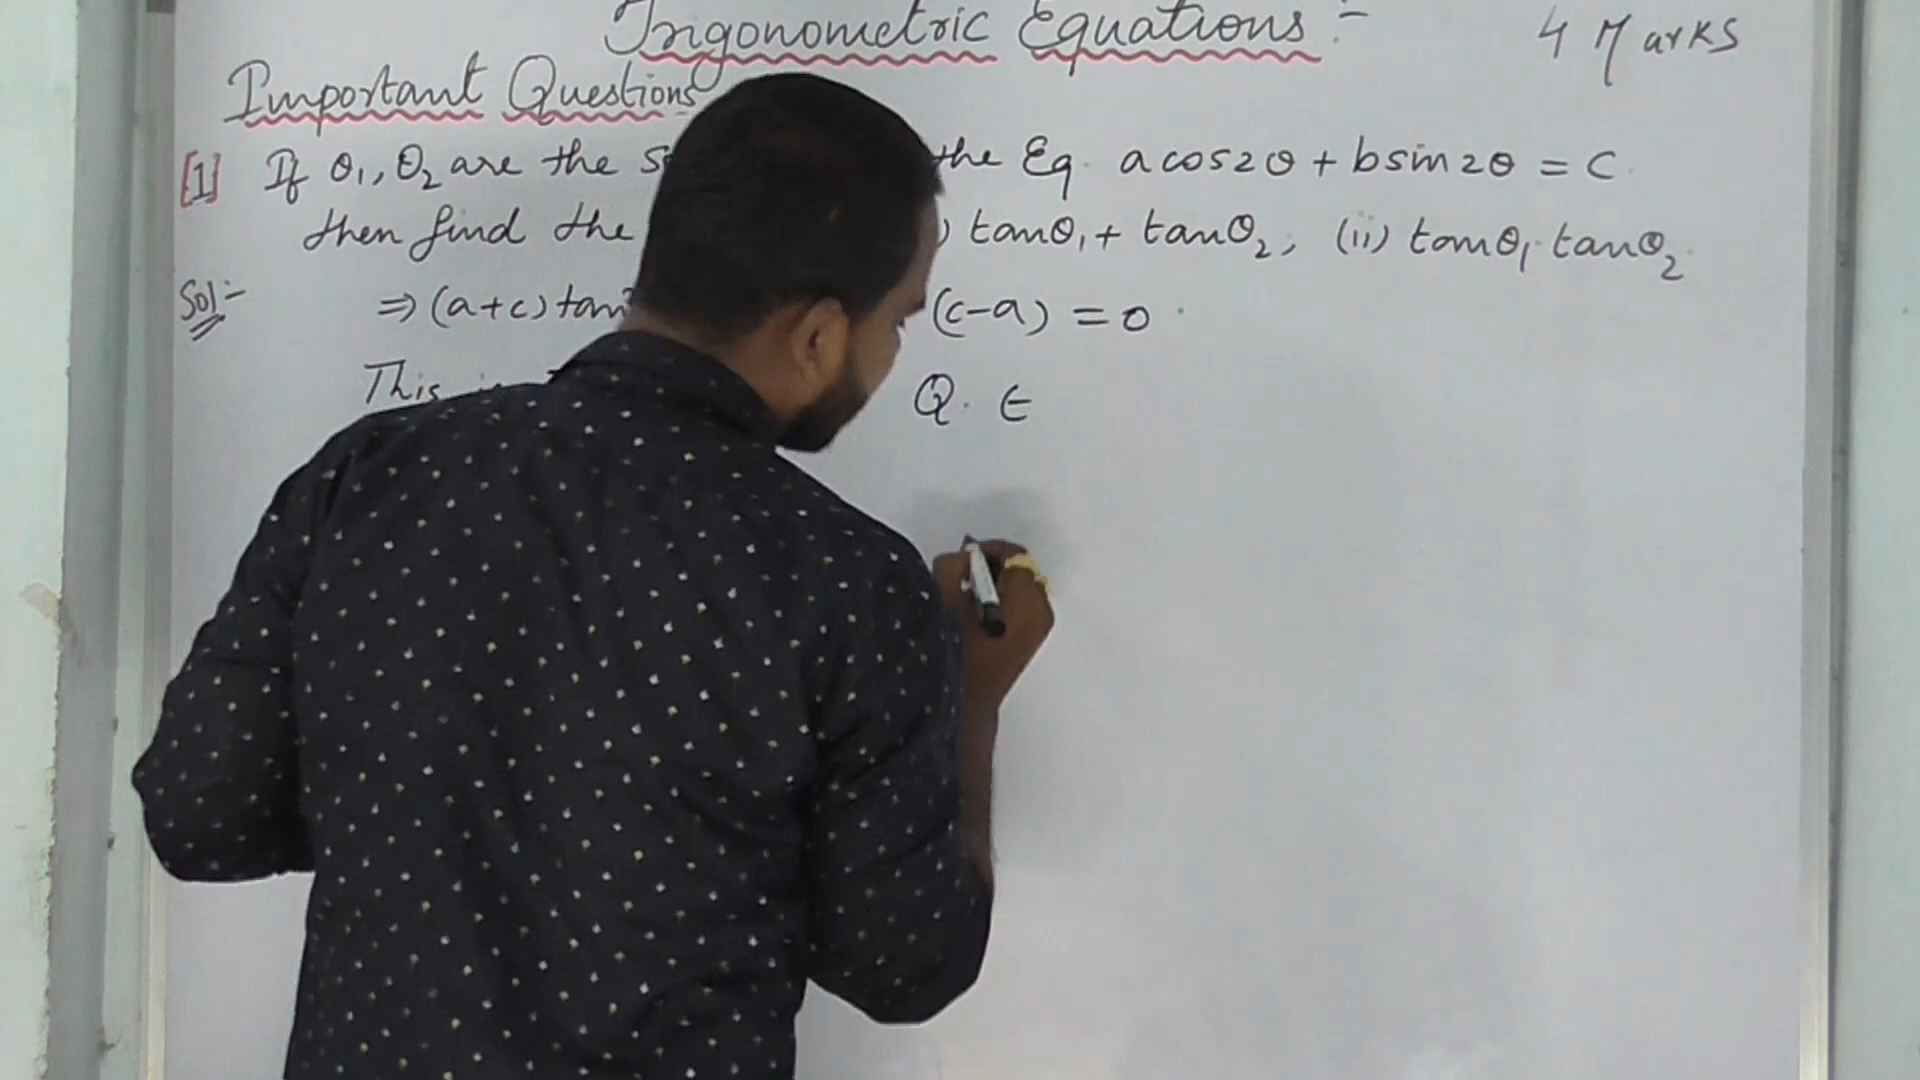 Trigonometric Equations :-
4 Marks
Important Questions
[1] If θ₁, θ₂ are the the Eq. a cos2θ + b sin2θ = c.
then find the ) tanθ₁ + tanθ₂, (ii) tanθ₁. tanθ₂.
Sol:- ⇒ (a+c) tan (c-a) = 0
This Q. E